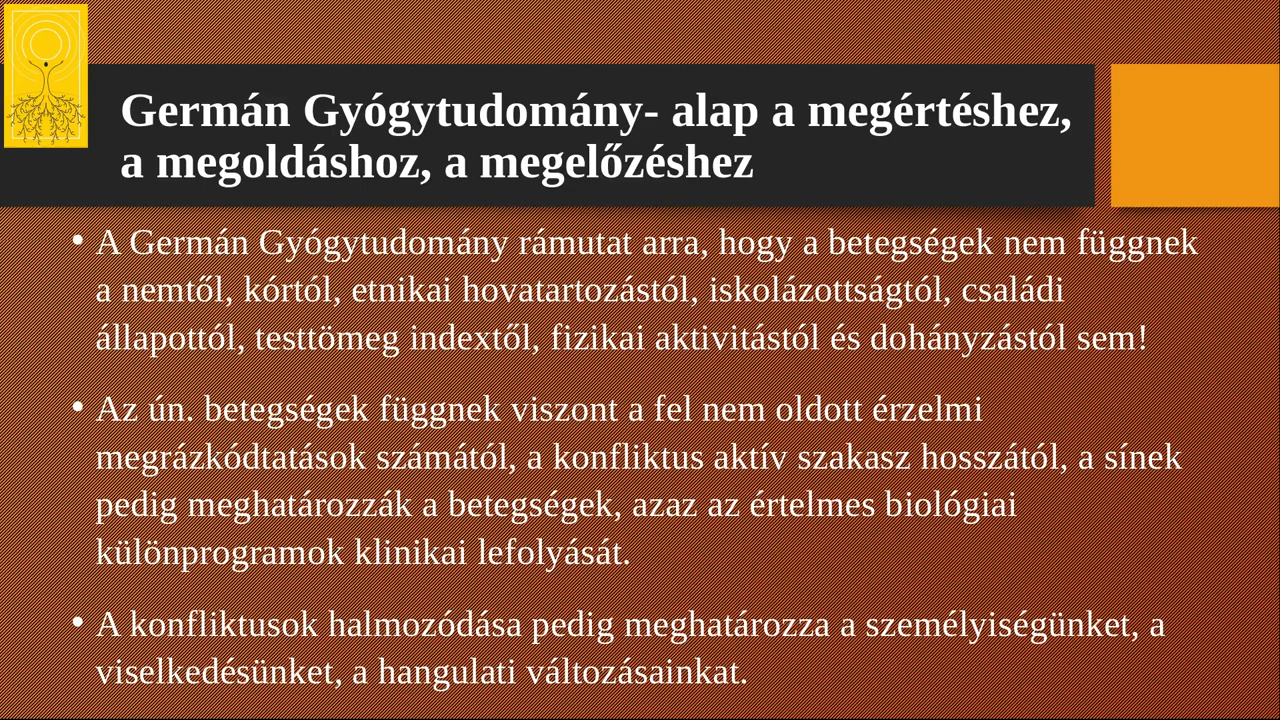 Germán Gyógytudomány- alap a megértéshez,
a megoldáshoz, a megelőzéshez
• A Germán Gyógytudomány rámutat arra, hogy a betegségek nem függnek
a nemtől, kórtól, etnikai hovatartozástól, iskolázottságtól, családi
állapottól, testtömeg indextől, fizikai aktivitástól és dohányzástól sem!
• Az ún. betegségek függnek viszont a fel nem oldott érzelmi
megrázkódtatások számától, a konfliktus aktív szakasz hosszától, a sínek
pedig meghatározzák a betegségek, azaz az értelmes biológiai
különprogramok klinikai lefolyását.
• A konfliktusok halmozódása pedig meghatározza a személyiségünket, a
viselkedésünket, a hangulati változásainkat.